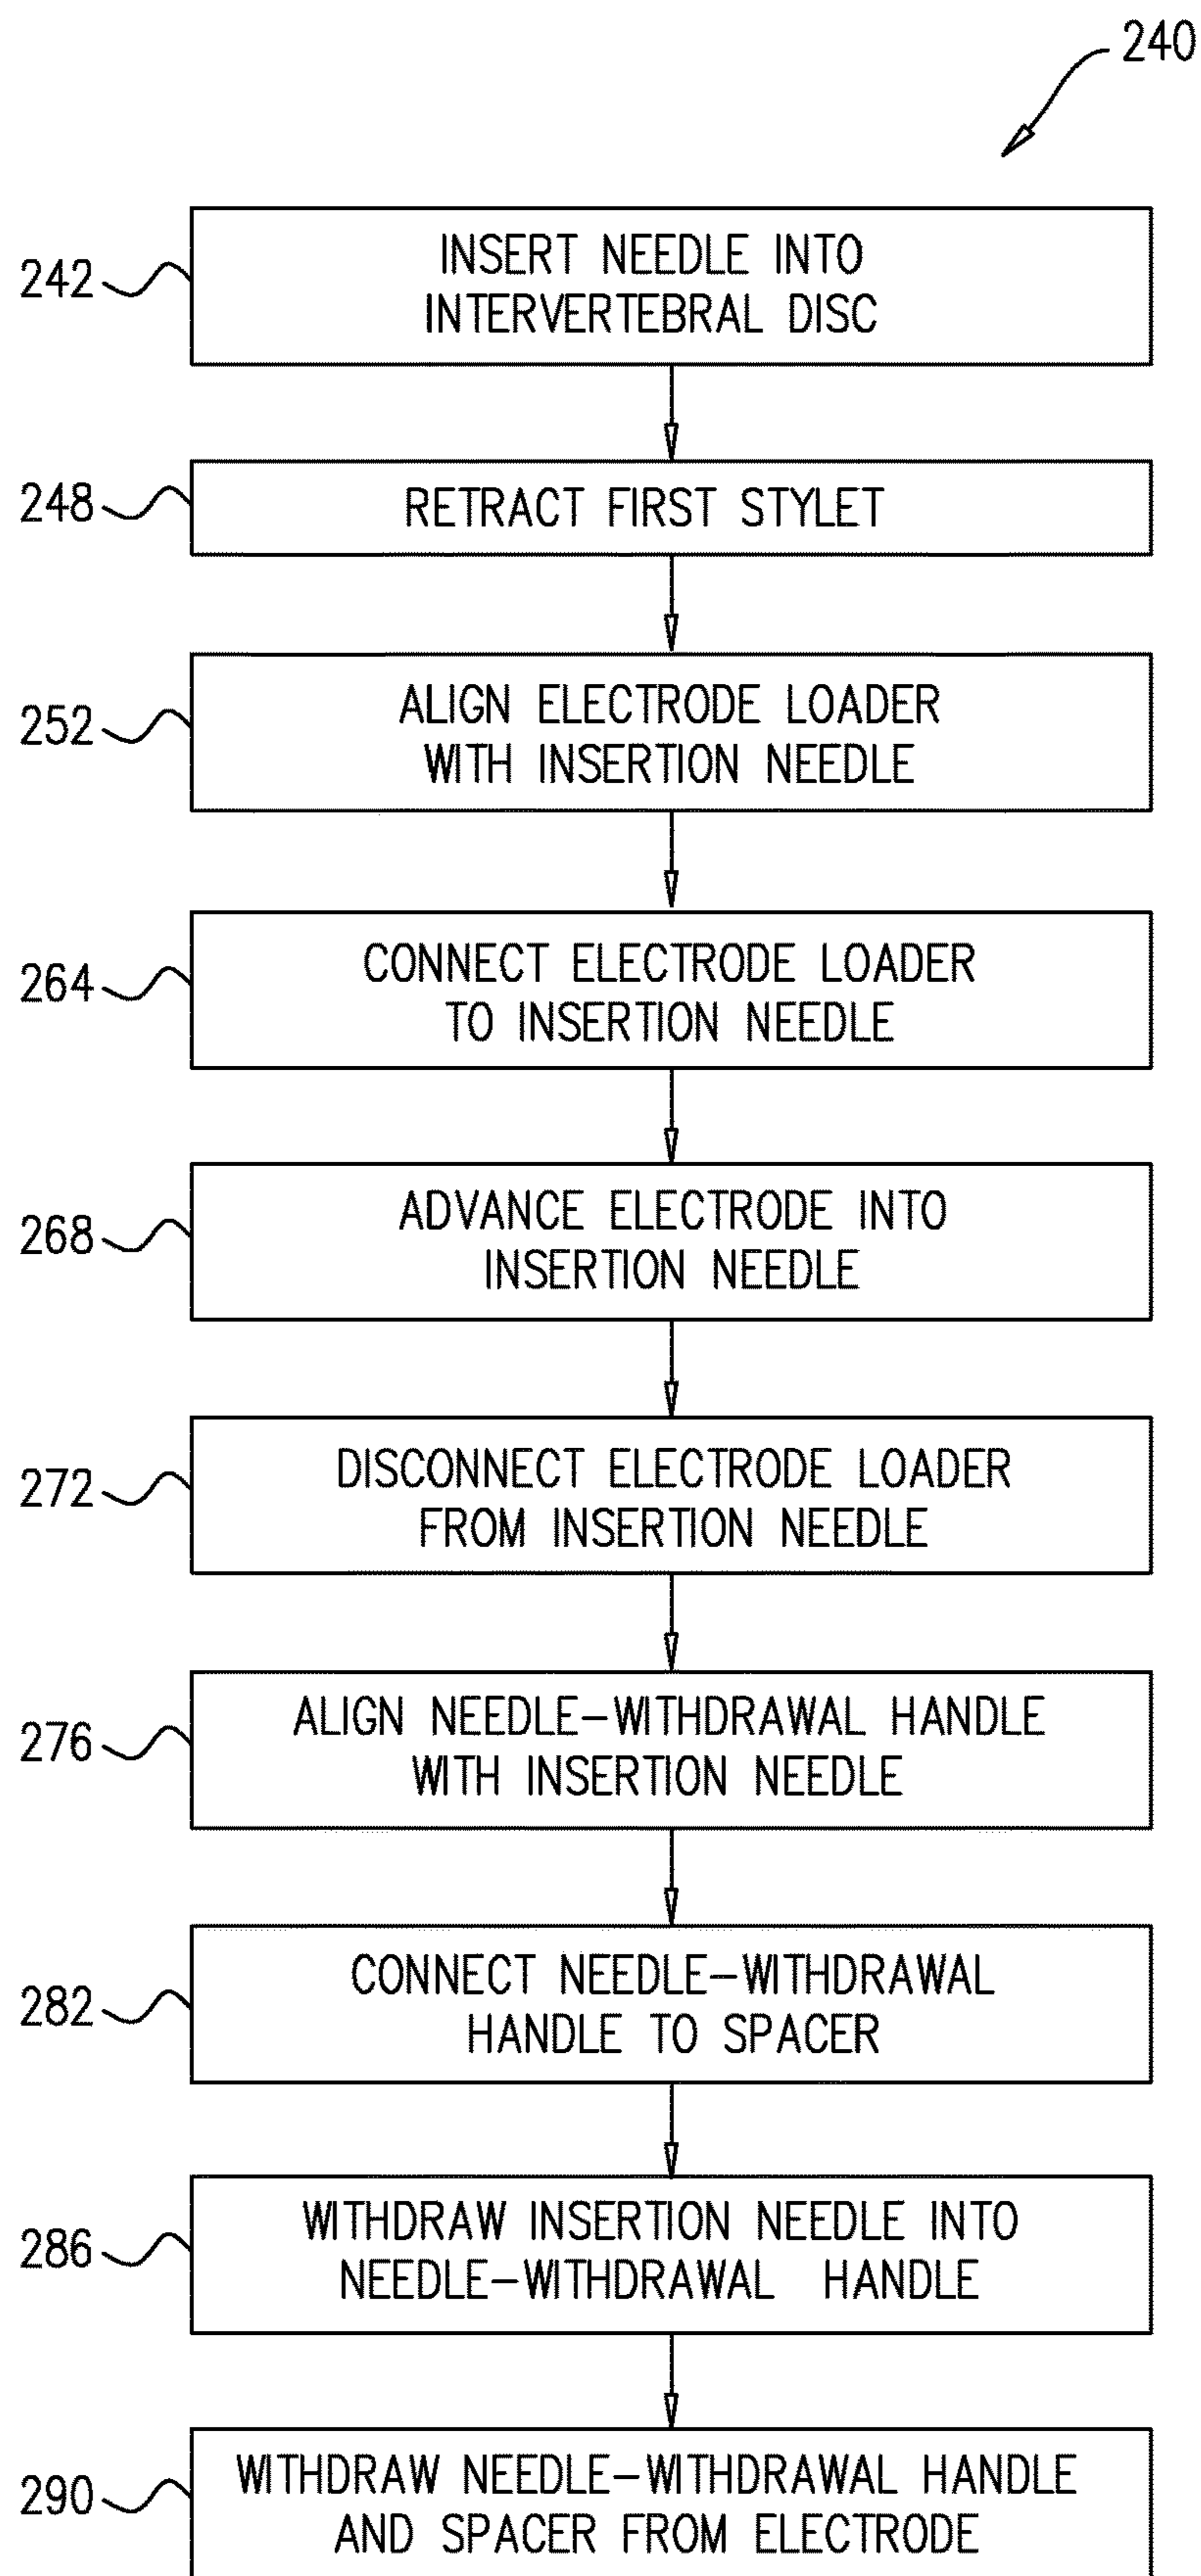 240
242
INSERT NEEDLE INTO
INTERVERTEBRAL DISC
248
RETRACT FIRST STYLET
252
ALIGN ELECTRODE LOADER
WITH INSERTION NEEDLE
264
CONNECT ELECTRODE LOADER
TO INSERTION NEEDLE
268
ADVANCE ELECTRODE INTO
INSERTION NEEDLE
272
DISCONNECT ELECTRODE LOADER
FROM INSERTION NEEDLE
276
ALIGN NEEDLE-WITHDRAWAL HANDLE
WITH INSERTION NEEDLE
282
CONNECT NEEDLE-WITHDRAWAL
HANDLE TO SPACER
286
WITHDRAW INSERTION NEEDLE INTO
NEEDLE-WITHDRAWAL HANDLE
290
WITHDRAW NEEDLE-WITHDRAWAL HANDLE
AND SPACER FROM ELECTRODE